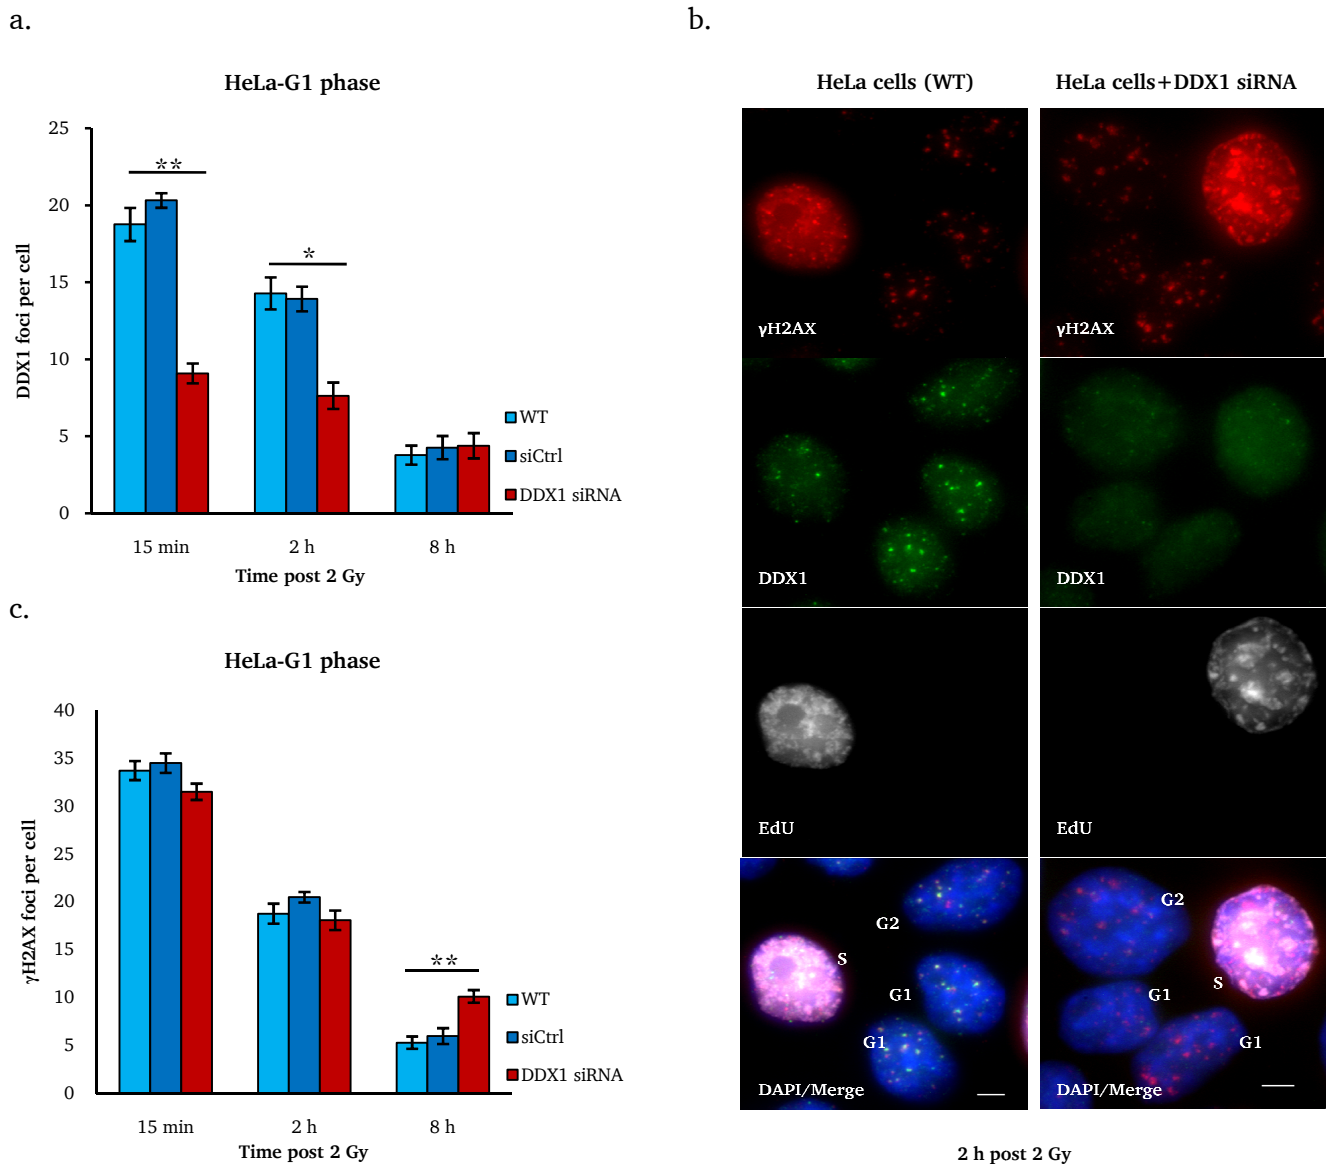 a.
HeLa-G1 phase
25
20
15
10
5
0
DDX1 foci per cell
**
*
WT
siCtrl
DDX1 siRNA
15 min 2 h 8 h
Time post 2 Gy
b.
HeLa cells (WT) HeLa cells+DDX1 siRNA
γH2AX γH2AX
DDX1 DDX1
EdU EdU
G2 G2
S S
G1 G1
G1 G1
DAPI/Merge DAPI/Merge
2 h post 2 Gy
c.
HeLa-G1 phase
40
35
30
25
20
15
10
5
0
γH2AX foci per cell
**
WT
siCtrl
DDX1 siRNA
15 min 2 h 8 h
Time post 2 Gy